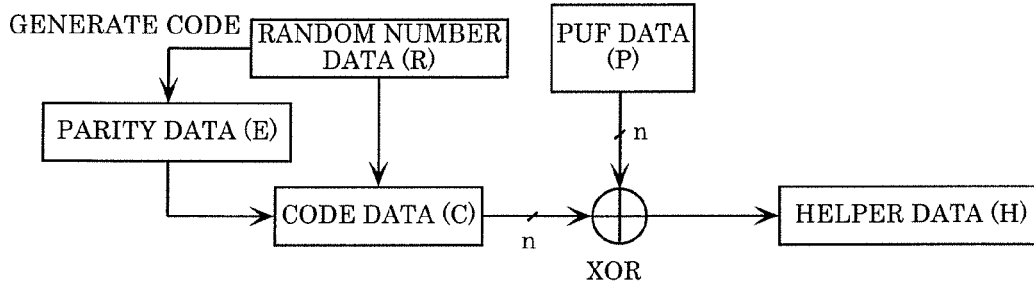 GENERATE CODE
RANDOM NUMBER
DATA (R)
PUF DATA
(P)
PARITY DATA (E)
n
CODE DATA (C)
n
HELPER DATA (H)
XOR